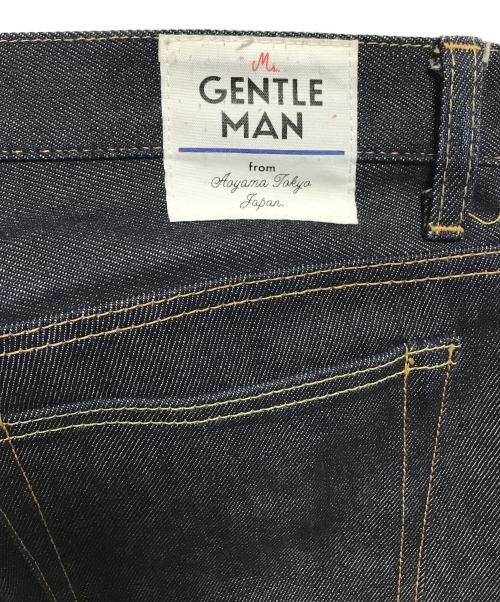 Mr.
GENTLE
MAN
from
Aoyama Tokyo
Japan.